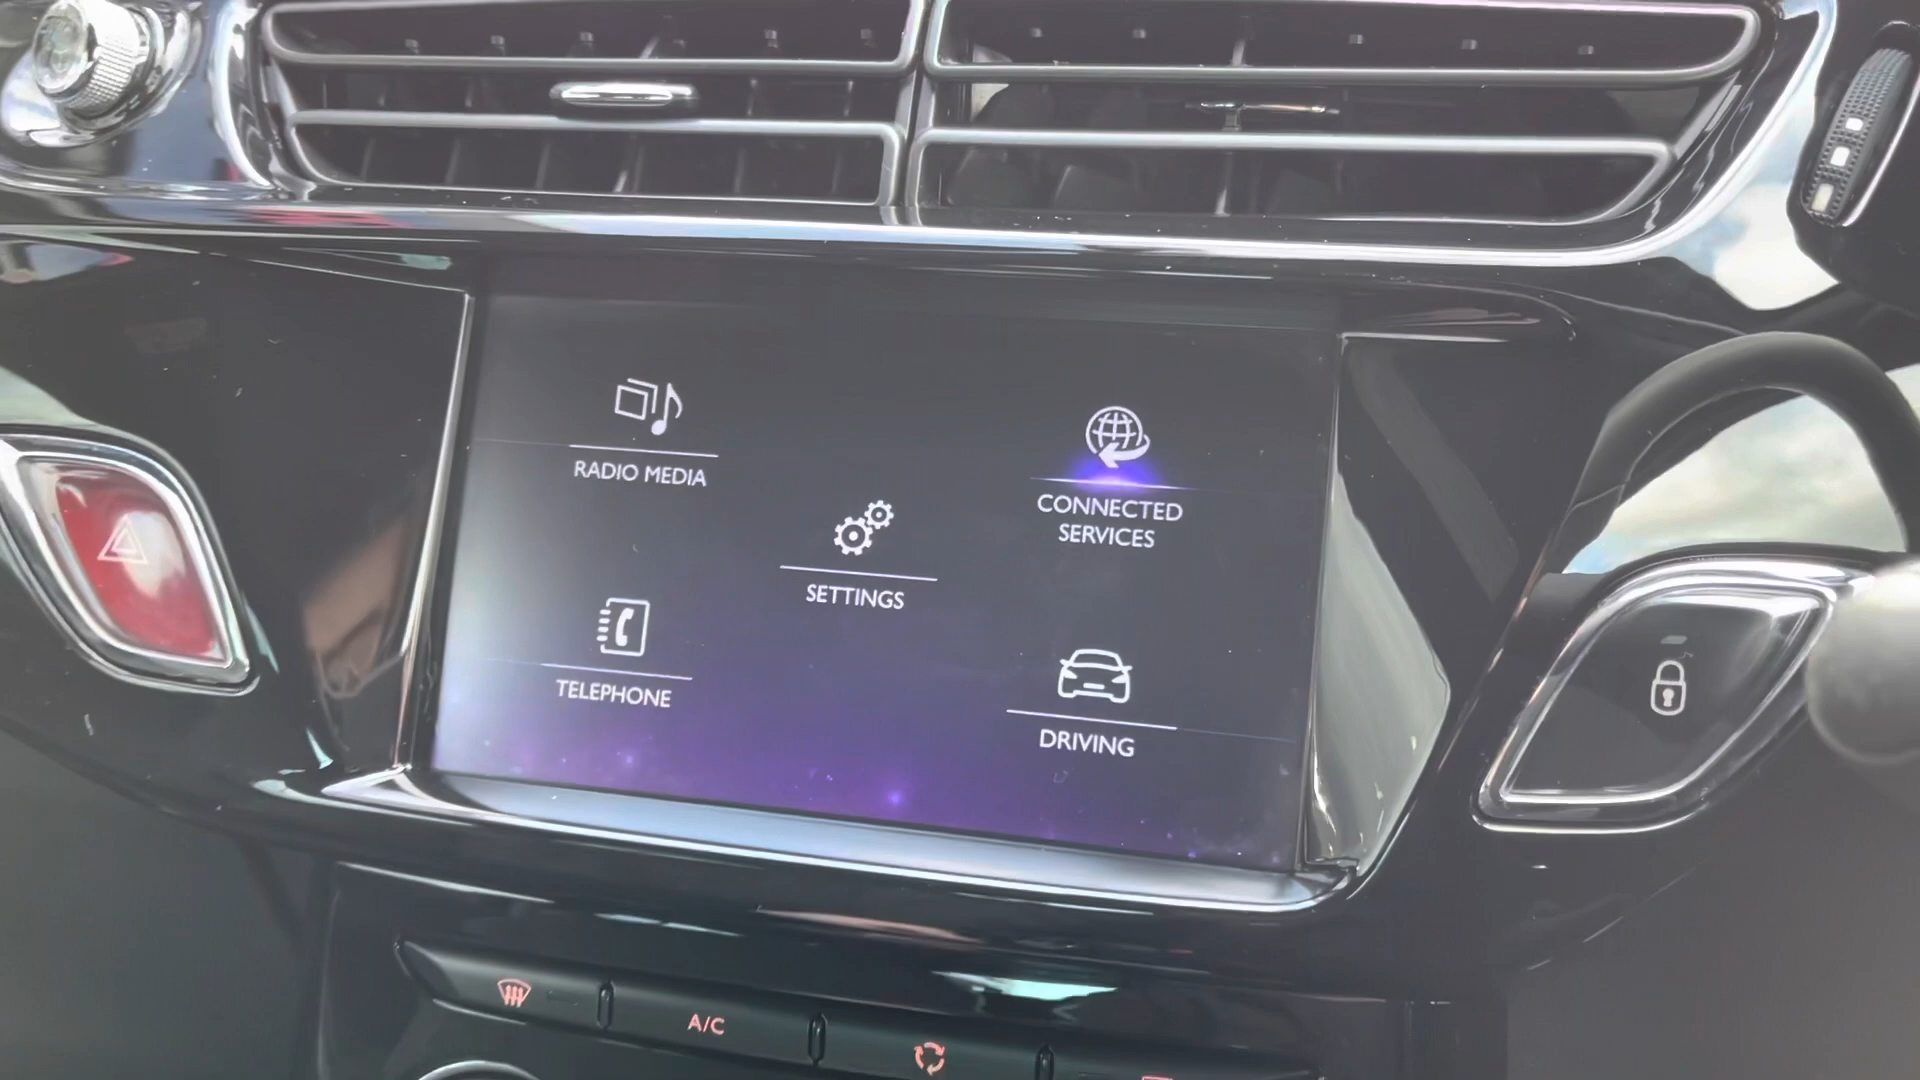 RADIO MEDIA
CONNECTED
SERVICES
SETTINGS
TELEPHONE
DRIVING
A/C